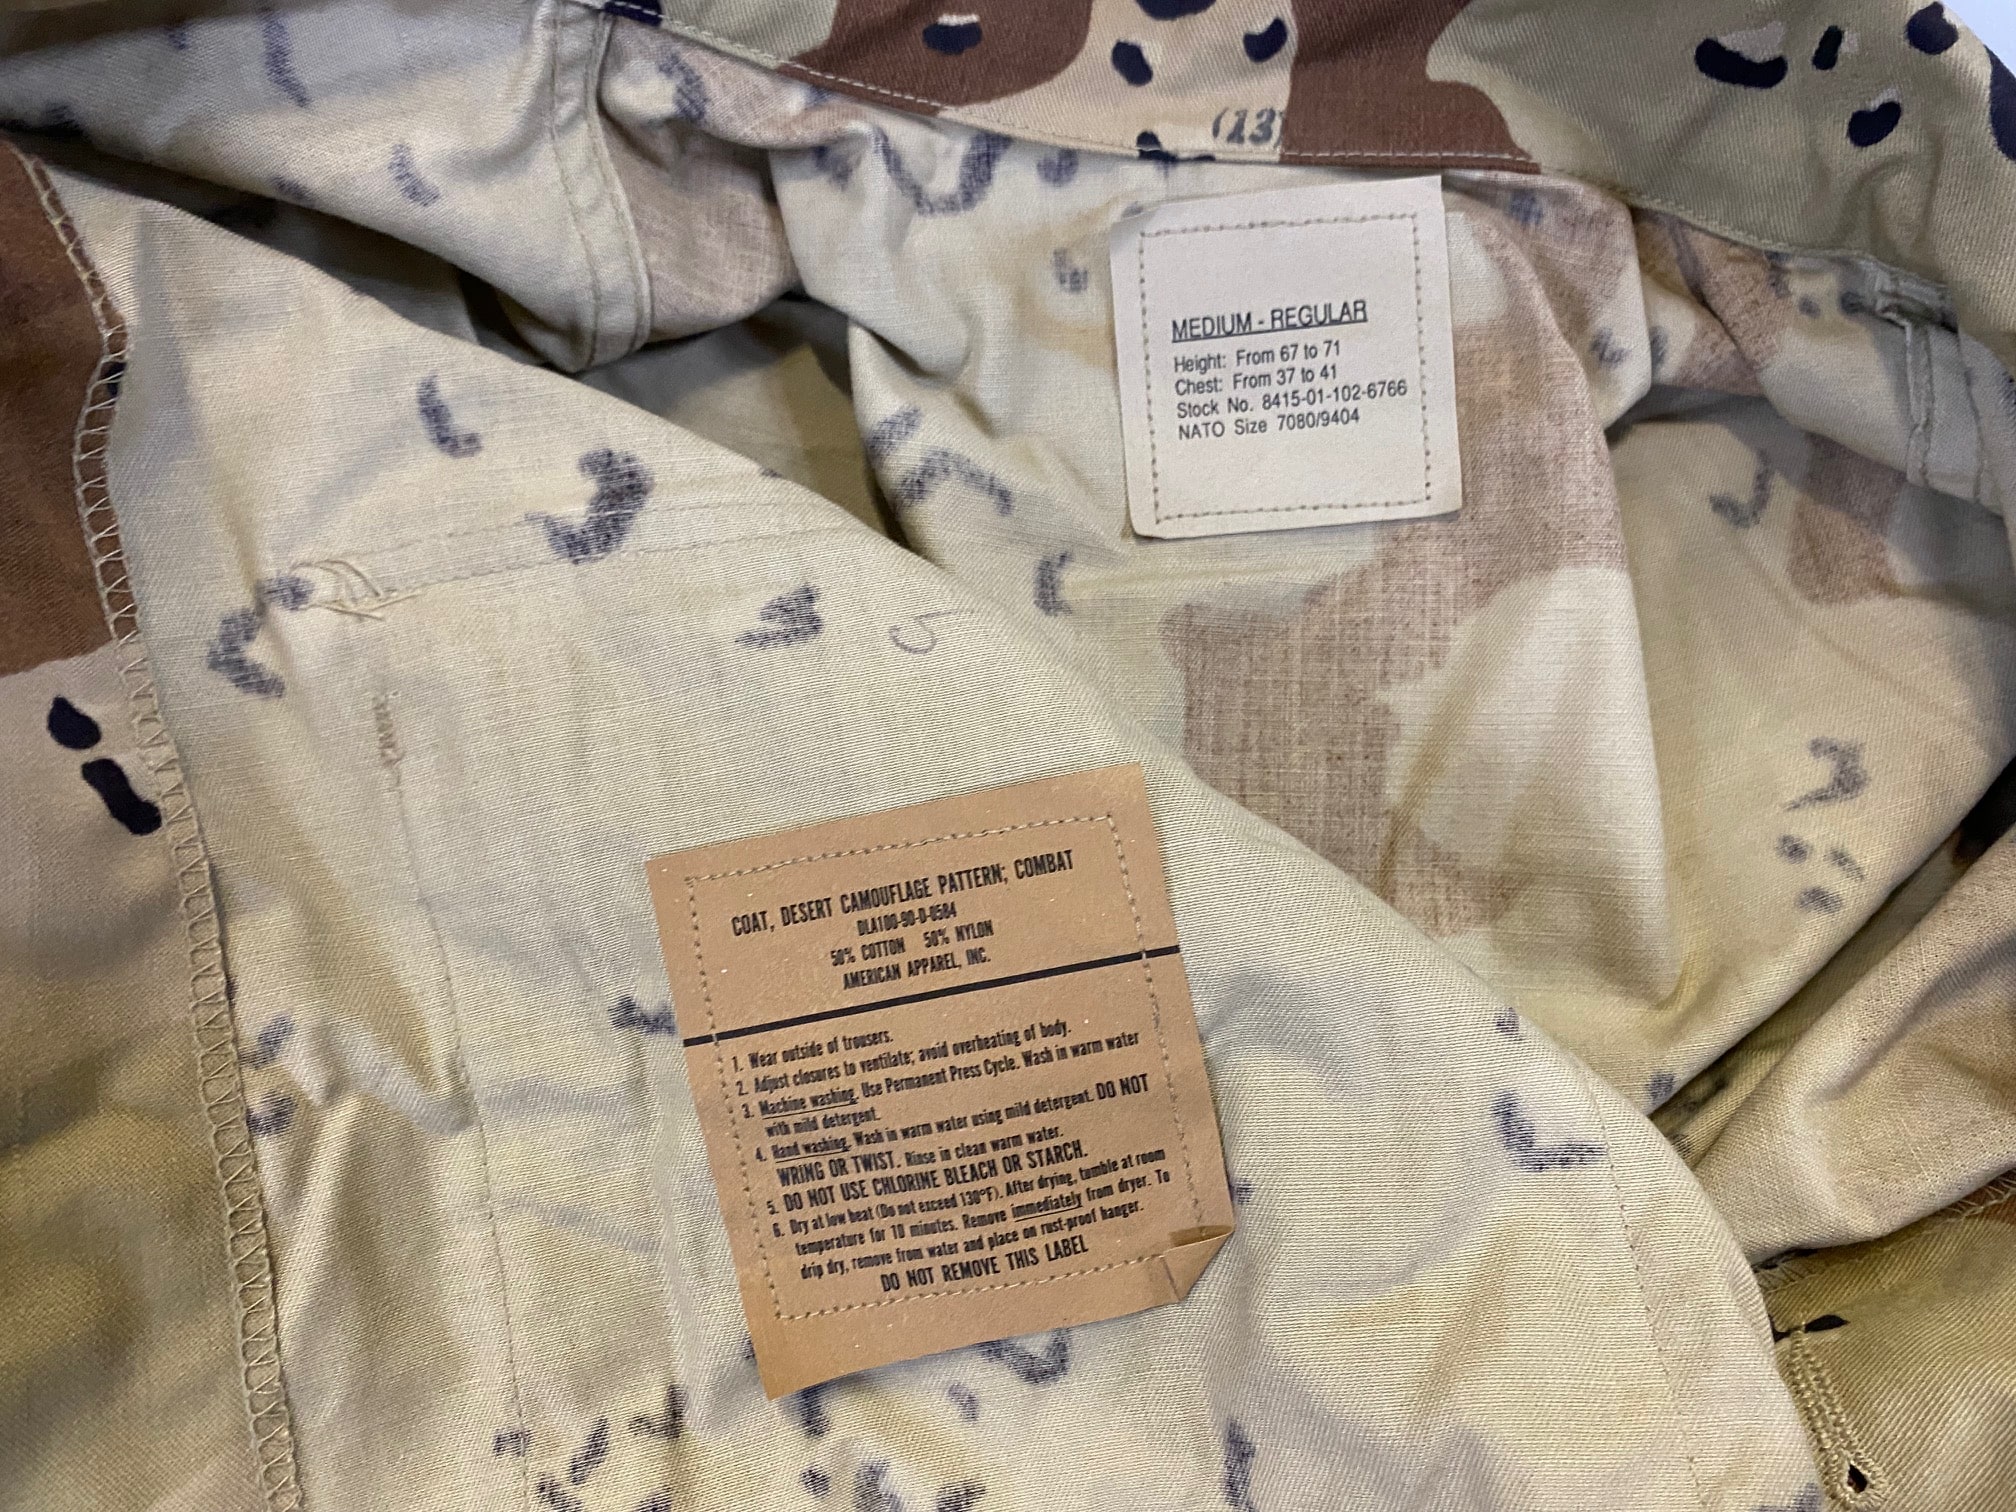 (13)
MEDIUM - REGULAR
Height: From 67 to 71
Chest: From 37 to 41
Stock No. 8415-01-102-6766
NATO Size 7080/9404
COAT, DESERT CAMOUFLAGE PATTERN; COMBAT
DLA100-90-D-0584
50% COTTON 50% NYLON
AMERICAN APPAREL, INC.
1. Wear outside of trousers.
2. Adjust closures to ventilate; avoid overheating of body.
3. Machine washing. Use Permanent Press Cycle. Wash in warm water
with mild detergent.
4. Hand washing. Wash in warm water using mild detergent. DO NOT
WRING OR TWIST. Rinse in clean warm water.
5. DO NOT USE CHLORINE BLEACH OR STARCH.
6. Dry at low heat (Do not exceed 130°F). After drying, tumble at room
temperature for 10 minutes. Remove immediately from dryer. To
drip dry, remove from water and place on rust-proof hanger.
DO NOT REMOVE THIS LABEL